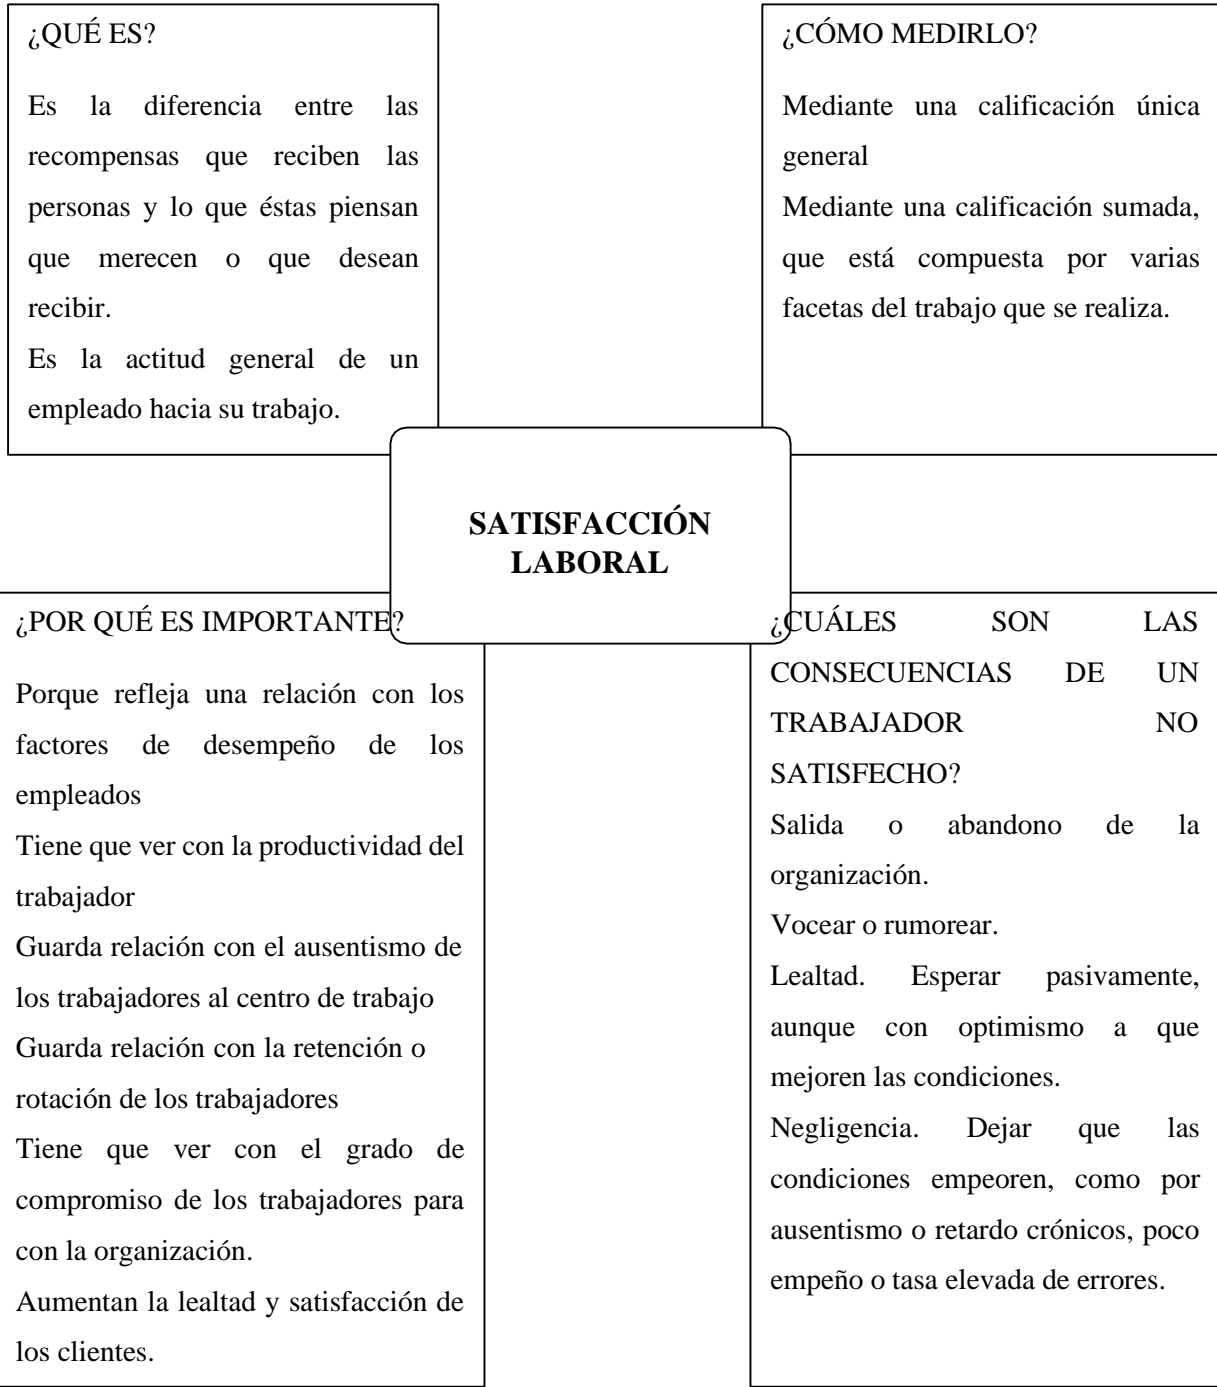 ¿QUÉ ES?
Es la diferencia entre las
recompensas que reciben las
personas y lo que éstas piensan
que merecen o que desean
recibir.
Es la actitud general de un
empleado hacia su trabajo.
¿CÓMO MEDIRLO?
Mediante una calificación única
general
Mediante una calificación sumada,
que está compuesta por varias
facetas del trabajo que se realiza.
SATISFACCIÓN
LABORAL
¿POR QUÉ ES IMPORTANTE?
Porque refleja una relación con los
factores de desempeño de los
empleados
Tiene que ver con la productividad del
trabajador
Guarda relación con el ausentismo de
los trabajadores al centro de trabajo
Guarda relación con la retención o
rotación de los trabajadores
Tiene que ver con el grado de
compromiso de los trabajadores para
con la organización.
Aumentan la lealtad y satisfacción de
los clientes.
¿CUÁLES SON LAS
CONSECUENCIAS DE UN
TRABAJADOR NO
SATISFECHO?
Salida o abandono de la
organización.
Vocear o rumorear.
Lealtad. Esperar pasivamente,
aunque con optimismo a que
mejoren las condiciones.
Negligencia. Dejar que las
condiciones empeoren, como por
ausentismo o retardo crónicos, poco
empeño o tasa elevada de errores.